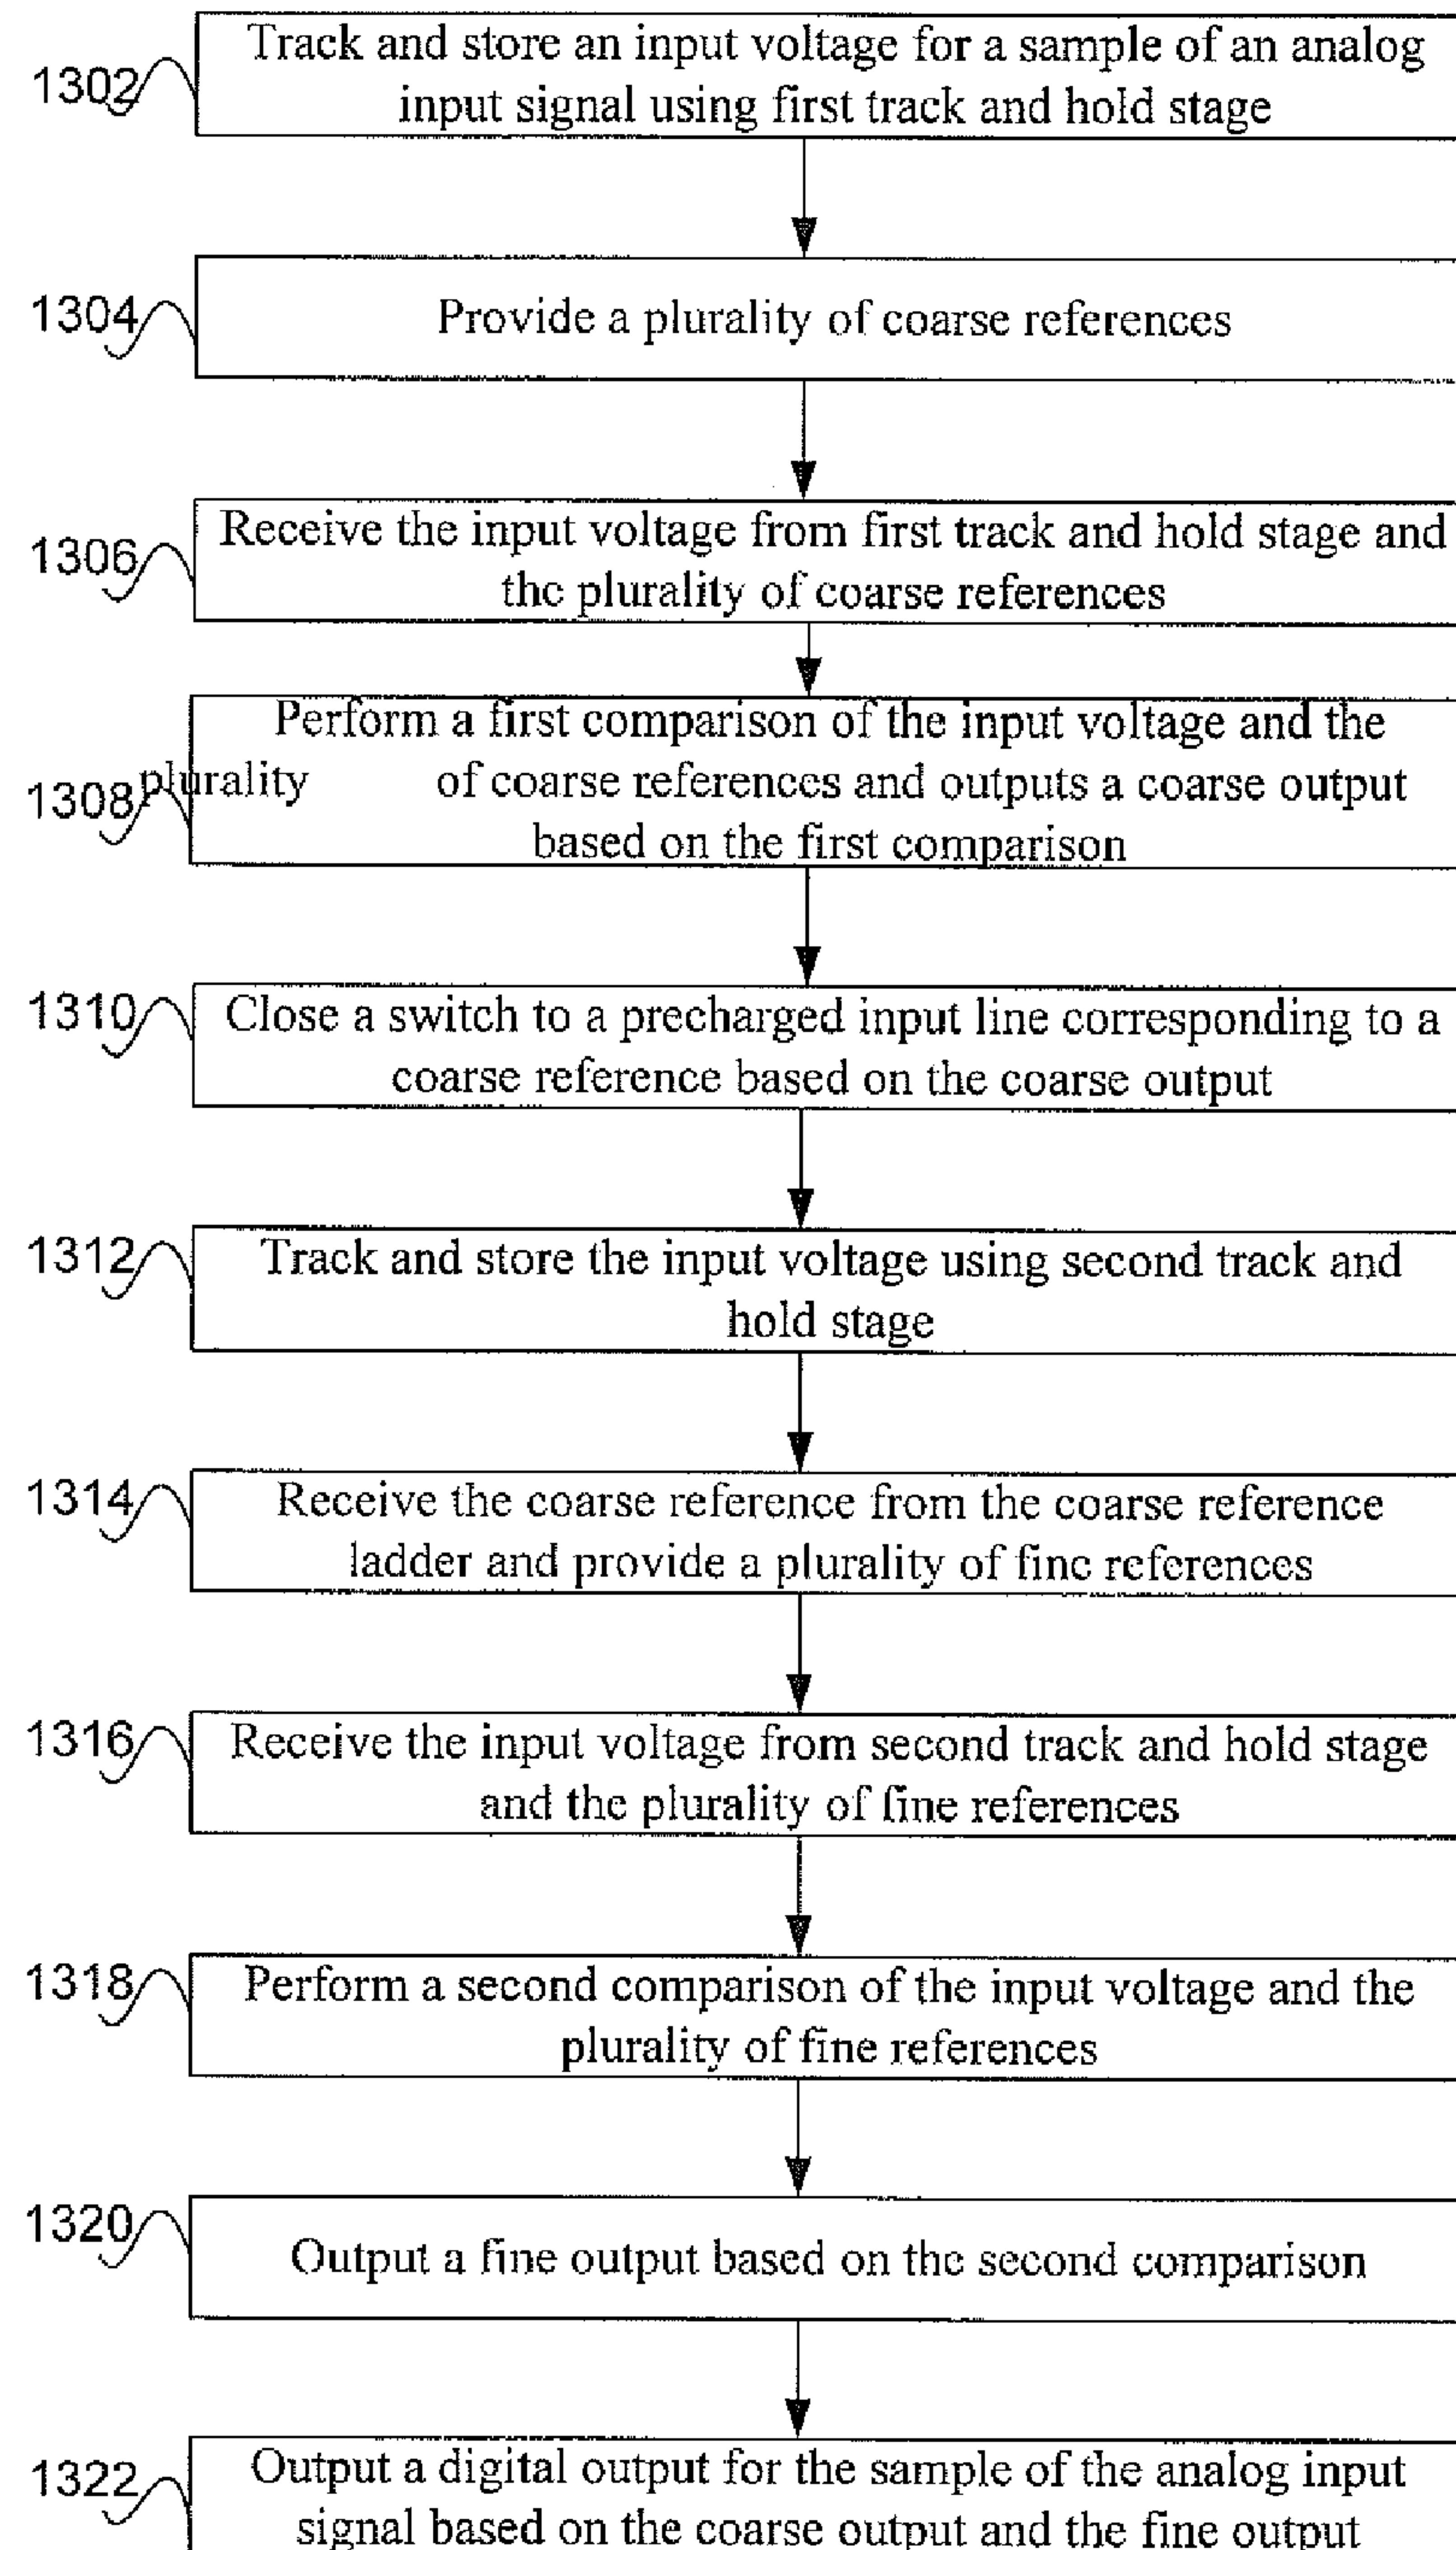 1302
Track and store an input voltage for a sample of an analog
input signal using first track and hold stage
1304
Provide a plurality of coarse references
1306
Receive the input voltage from first track and hold stage and
the plurality of coarse references
1308
Perform a first comparison of the input voltage and the
plurality of coarse references and outputs a coarse output
based on the first comparison
1310
Close a switch to a precharged input line corresponding to a
coarse reference based on the coarse output
1312
Track and store the input voltage using second track and
hold stage
1314
Receive the coarse reference from the coarse reference
ladder and provide a plurality of fine references
1316
Receive the input voltage from second track and hold stage
and the plurality of fine references
1318
Perform a second comparison of the input voltage and the
plurality of fine references
1320
Output a fine output based on the second comparison
1322
Output a digital output for the sample of the analog input
signal based on the coarse output and the fine output